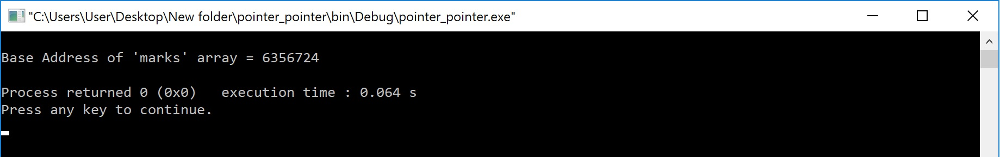 "C:\Users\User\Desktop\New folder\pointer_pointer\bin\Debug\pointer_pointer.exe"
Base Address of 'marks' array = 6356724
Process returned 0 (0x0)   execution time : 0.064 s
Press any key to continue.